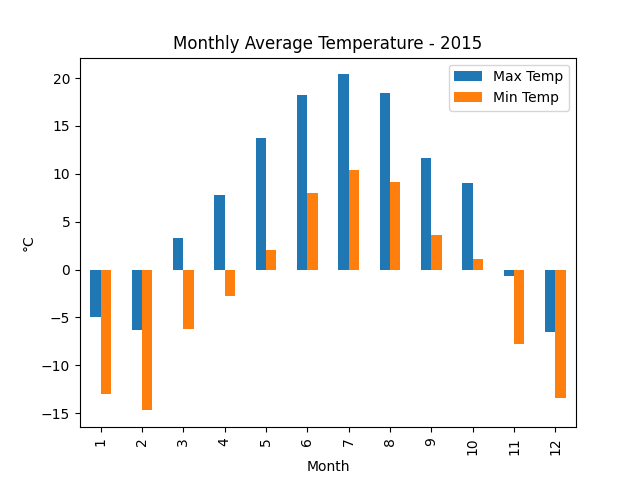 Monthly Average Temperature - 2015
Max Temp
Min Temp
20
15
10
5
0
−5
−10
−15
°C
1 2 3 4 5 6 7 8 9 10 11 12
Month